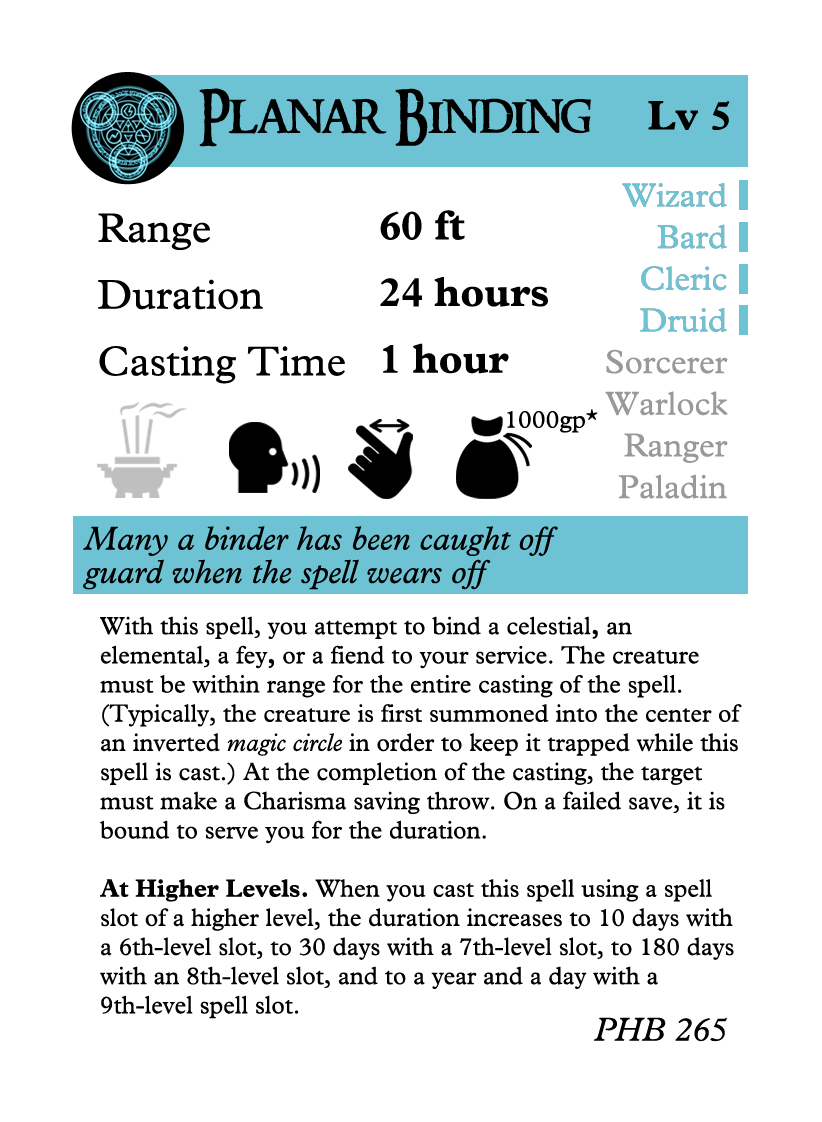 Planar Binding Lv 5
Wizard
Bard
Cleric
Druid
Sorcerer
Warlock
Ranger
Paladin
Range 60 ft
Duration 24 hours
Casting Time 1 hour
1000gp★
Many a binder has been caught off
guard when the spell wears off
With this spell, you attempt to bind a celestial, an
elemental, a fey, or a fiend to your service. The creature
must be within range for the entire casting of the spell.
(Typically, the creature is first summoned into the center of
an inverted magic circle in order to keep it trapped while this
spell is cast.) At the completion of the casting, the target
must make a Charisma saving throw. On a failed save, it is
bound to serve you for the duration.
At Higher Levels. When you cast this spell using a spell
slot of a higher level, the duration increases to 10 days with
a 6th-level slot, to 30 days with a 7th-level slot, to 180 days
with an 8th-level slot, and to a year and a day with a
9th-level spell slot.
PHB 265